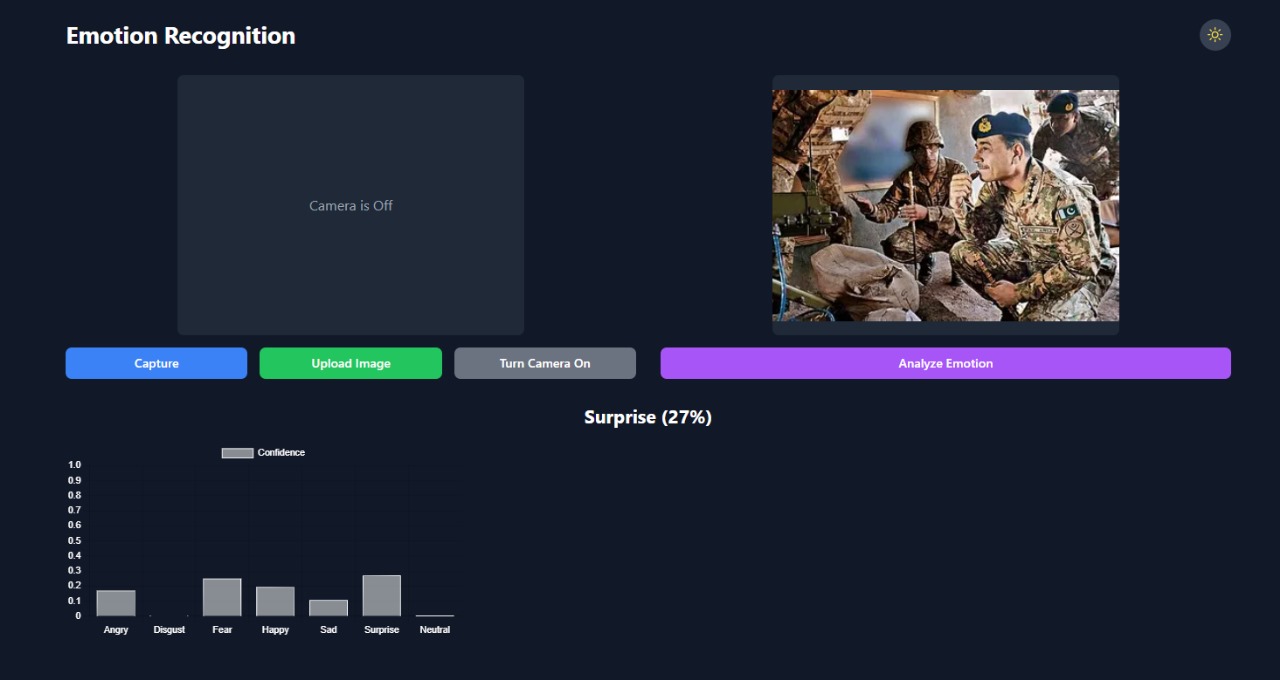 Emotion Recognition
Camera is Off
Capture
Upload Image
Turn Camera On
Analyze Emotion
Surprise (27%)
Confidence
1.0
0.9
0.8
0.7
0.6
0.5
0.4
0.3
0.2
0.1
0
Angry Disgust Fear Happy Sad Surprise Neutral